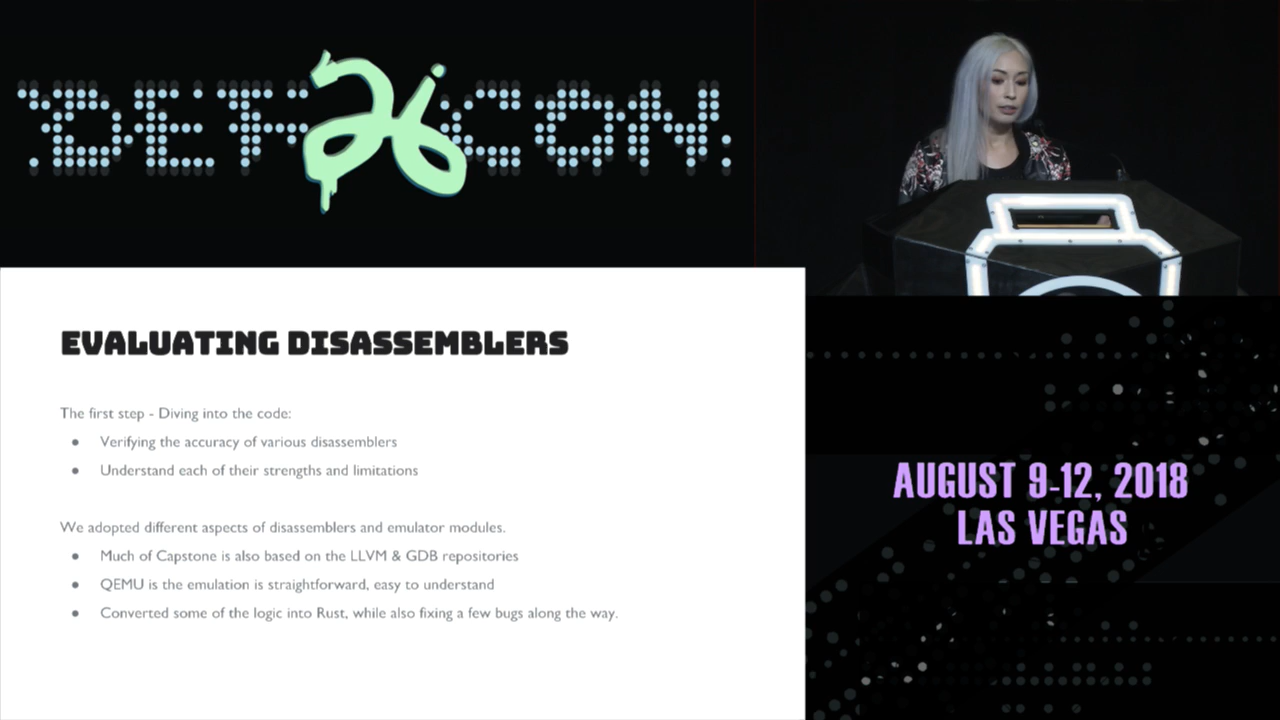 DEF CON
26
EVALUATING DISASSEMBLERS
The first step - Diving into the code:
• Verifying the accuracy of various disassemblers
• Understand each of their strengths and limitations
We adopted different aspects of disassemblers and emulator modules.
• Much of Capstone is also based on the LLVM & GDB repositories
• QEMU is the emulation is straightforward, easy to understand
• Converted some of the logic into Rust, while also fixing a few bugs along the way.
AUGUST 9-12, 2018
LAS VEGAS